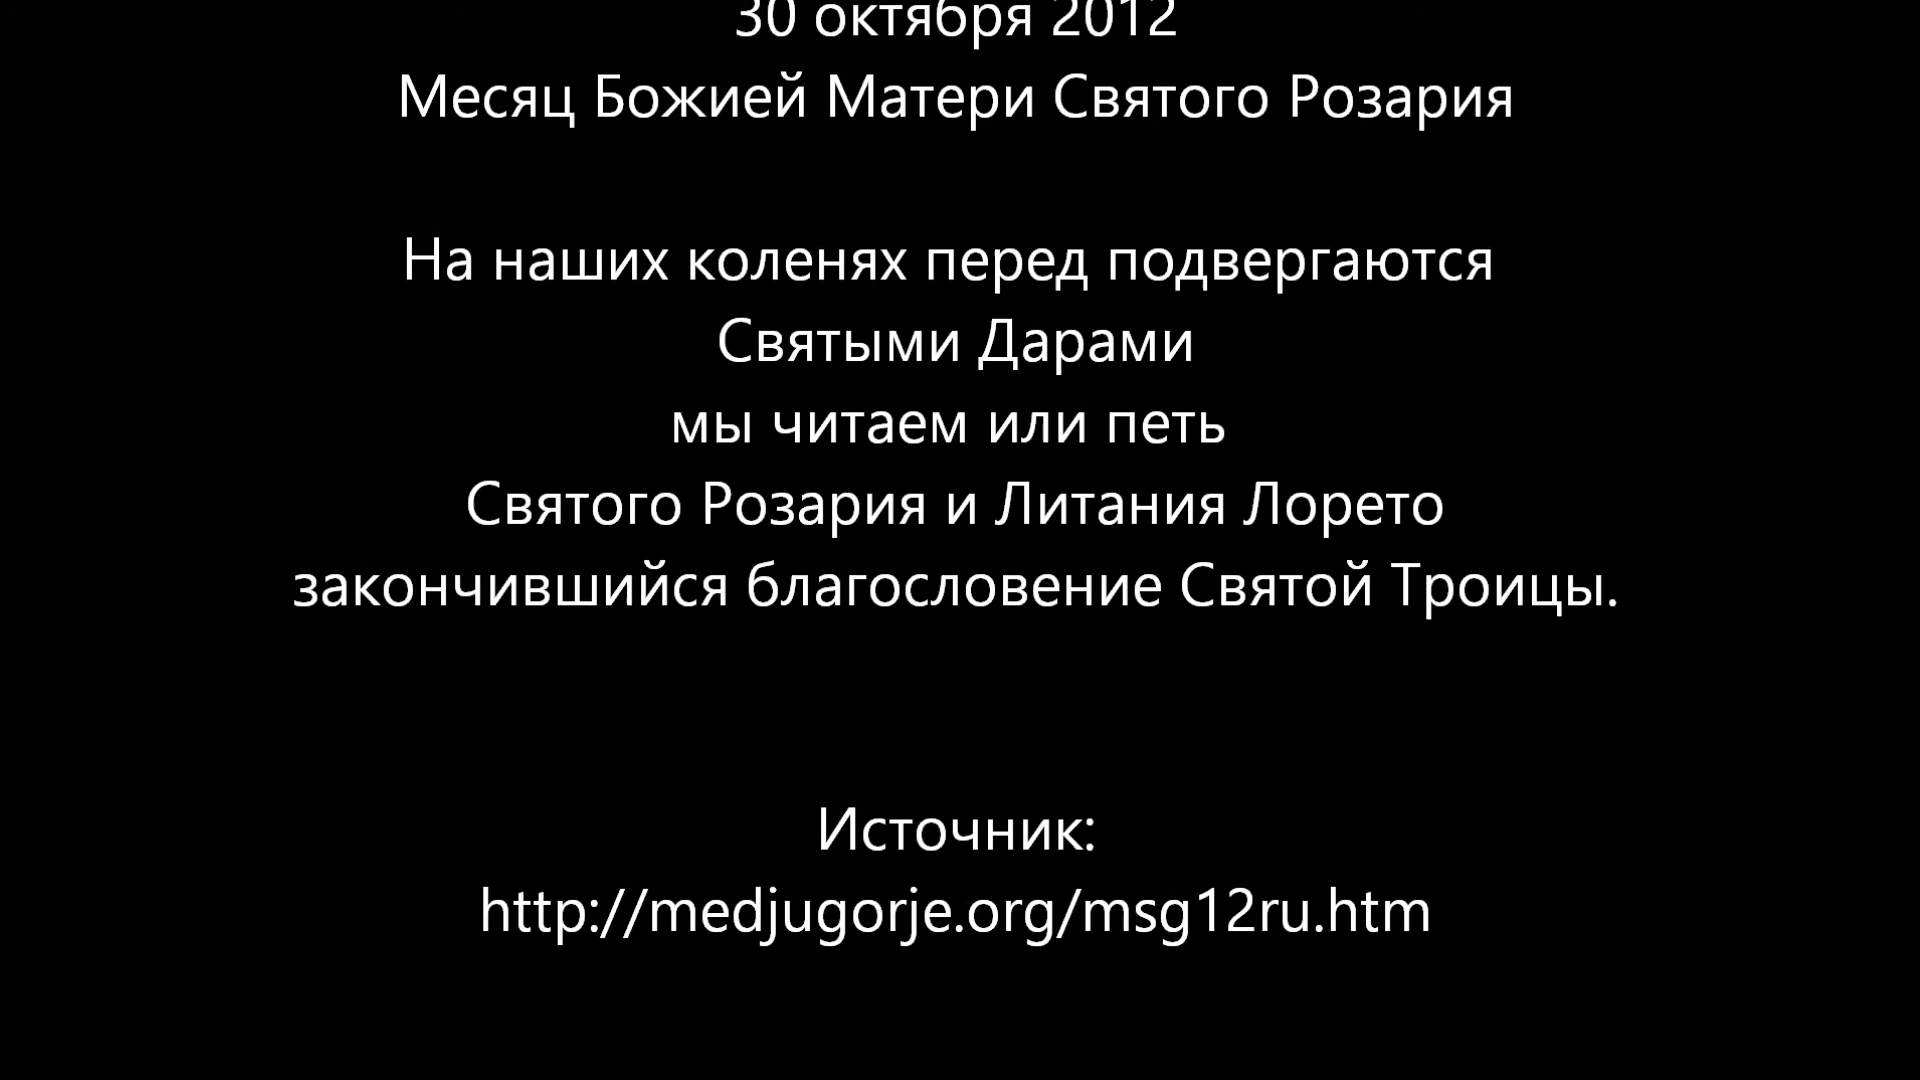 30 октября 2012
Месяц Божией Матери Святого Розария
На наших коленях перед подвергаются
Святыми Дарами
мы читаем или петь
Святого Розария и Литания Лорето
закончившийся благословение Святой Троицы.
Источник:
http://medjugorje.org/msg12ru.htm